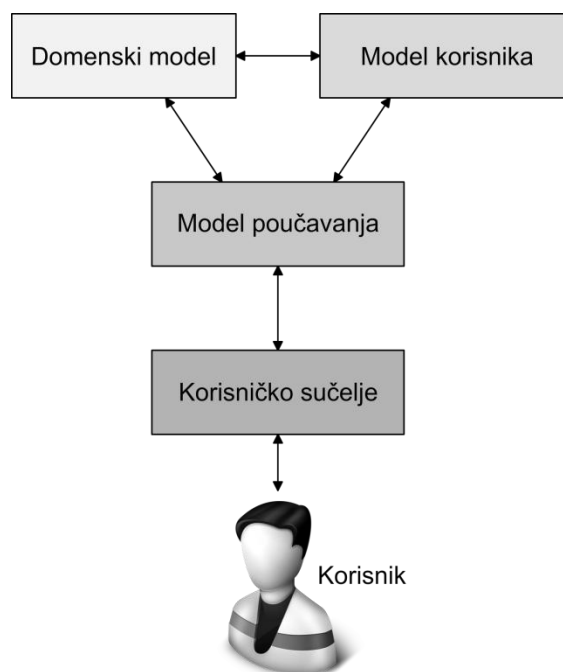 Domenski model
Model korisnika
Model poučavanja
Korisničko sučelje
Korisnik